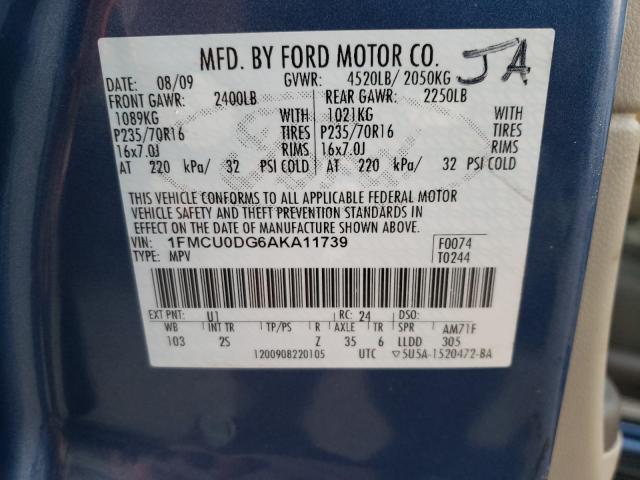 MFD. BY FORD MOTOR CO.
JA
DATE: 08/09 GVWR: 4520LB/ 2050KG
FRONT GAWR: 2400LB REAR GAWR: 2250LB
1089KG WITH 1021KG WITH
P235/70R16 TIRES P235/70R16 TIRES
16x7.0J RIMS 16x7.0J RIMS
AT 220 kPa/ 32 PSI COLD AT 220 kPa/ 32 PSI COLD
THIS VEHICLE CONFORMS TO ALL APPLICABLE FEDERAL MOTOR
VEHICLE SAFETY AND THEFT PREVENTION STANDARDS IN
EFFECT ON THE DATE OF MANUFACTURE SHOWN ABOVE.
VIN: 1FMCU0DG6AKA11739 F0074
TYPE: MPV T0244
EXT PNT: U1 RC: 24 DSO:
WB INT TR TP/PS R AXLE TR SPR AM71F
103 2S Z 35 6 LLDD 305
1200908220105 UTC ▽5U5A-1520472-BA